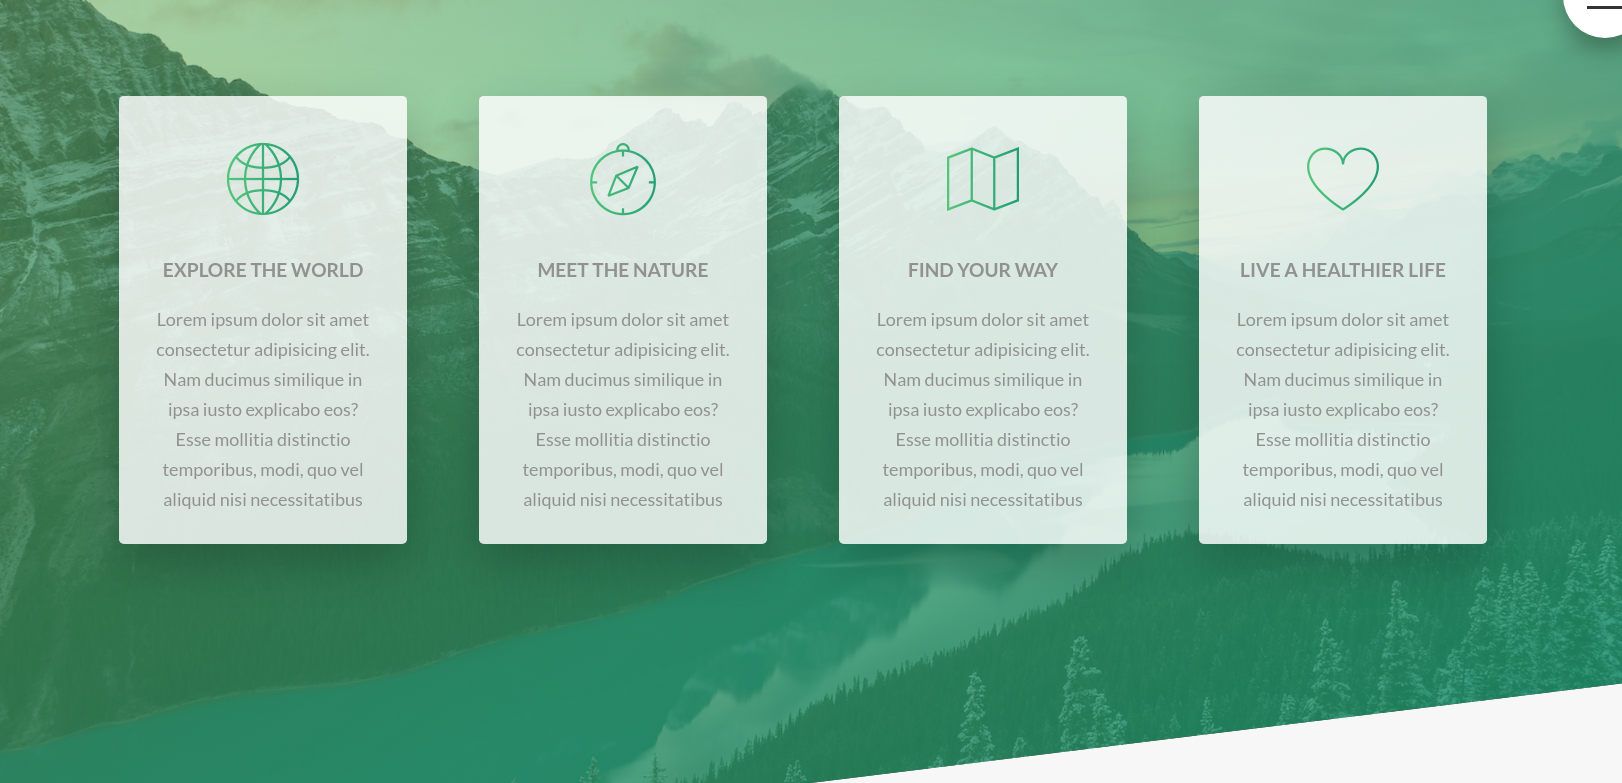 EXPLORE THE WORLD
Lorem ipsum dolor sit amet
consectetur adipisicing elit.
Nam ducimus similique in
ipsa iusto explicabo eos?
Esse mollitia distinctio
temporibus, modi, quo vel
aliquid nisi necessitatibus
MEET THE NATURE
Lorem ipsum dolor sit amet
consectetur adipisicing elit.
Nam ducimus similique in
ipsa iusto explicabo eos?
Esse mollitia distinctio
temporibus, modi, quo vel
aliquid nisi necessitatibus
FIND YOUR WAY
Lorem ipsum dolor sit amet
consectetur adipisicing elit.
Nam ducimus similique in
ipsa iusto explicabo eos?
Esse mollitia distinctio
temporibus, modi, quo vel
aliquid nisi necessitatibus
LIVE A HEALTHIER LIFE
Lorem ipsum dolor sit amet
consectetur adipisicing elit.
Nam ducimus similique in
ipsa iusto explicabo eos?
Esse mollitia distinctio
temporibus, modi, quo vel
aliquid nisi necessitatibus